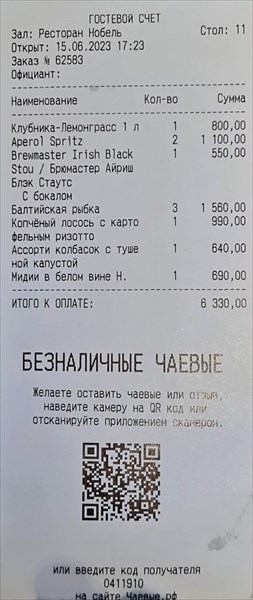 ГОСТЕВОЙ СЧЕТ
Зал: Ресторан Нобель Стол: 11
Открыт: 15.06.2023 17:23
Заказ № 62583
Официант:
Наименование Кол-во Сумма
Клубника-Лемонграсс 1 л 1 800,00
Aperol Spritz 2 1 100,00
Brewmaster Irish Black 1 550,00
Stou / Брюмастер Айриш
Блэк Стаутс
С бокалом
Балтийская рыбка 3 1 560,00
Копчёный лосось с карто 1 990,00
фельным ризотто
Ассорти колбасок с туше 1 640,00
ной капустой
Мидии в белом вине Н. 1 690,00
ИТОГО К ОПЛАТЕ: 6 330,00
БЕЗНАЛИЧНЫЕ ЧАЕВЫЕ
Желаете оставить чаевые или отзыв,
наведите камеру на QR код или
отсканируйте приложением сканером.
или введите код получателя
0411910
на сайте Чаевые.рф